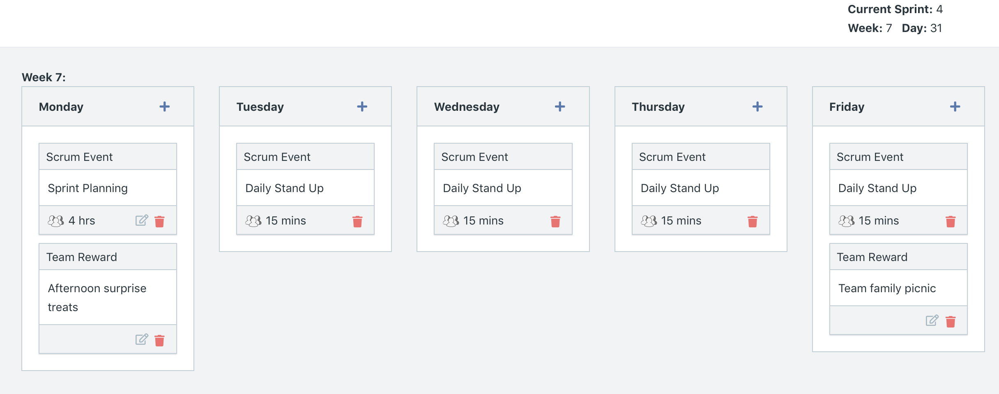 Current Sprint: 4
Week: 7 Day: 31
Week 7:
Monday
Scrum Event
Sprint Planning
4 hrs
Team Reward
Afternoon surprise
treats
Tuesday
Scrum Event
Daily Stand Up
15 mins
Wednesday
Scrum Event
Daily Stand Up
15 mins
Thursday
Scrum Event
Daily Stand Up
15 mins
Friday
Scrum Event
Daily Stand Up
15 mins
Team Reward
Team family picnic